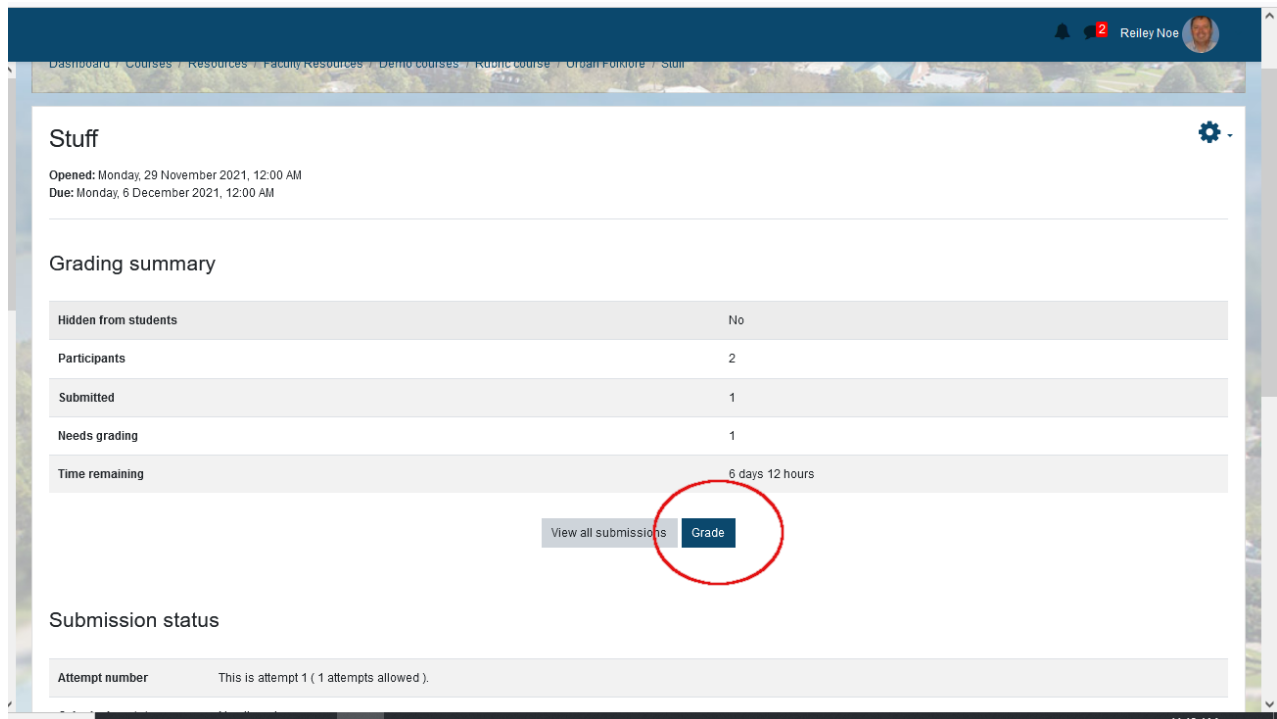 2 Reiley Noe
Dashboard / Courses / Resources / Faculty Resources / Demo courses / Rubric course / Urban Folklore / Stuff
Stuff
Opened: Monday, 29 November 2021, 12:00 AM
Due: Monday, 6 December 2021, 12:00 AM
Grading summary
Hidden from students No
Participants 2
Submitted 1
Needs grading 1
Time remaining 6 days 12 hours
View all submissions Grade
Submission status
Attempt number This is attempt 1 ( 1 attempts allowed ).